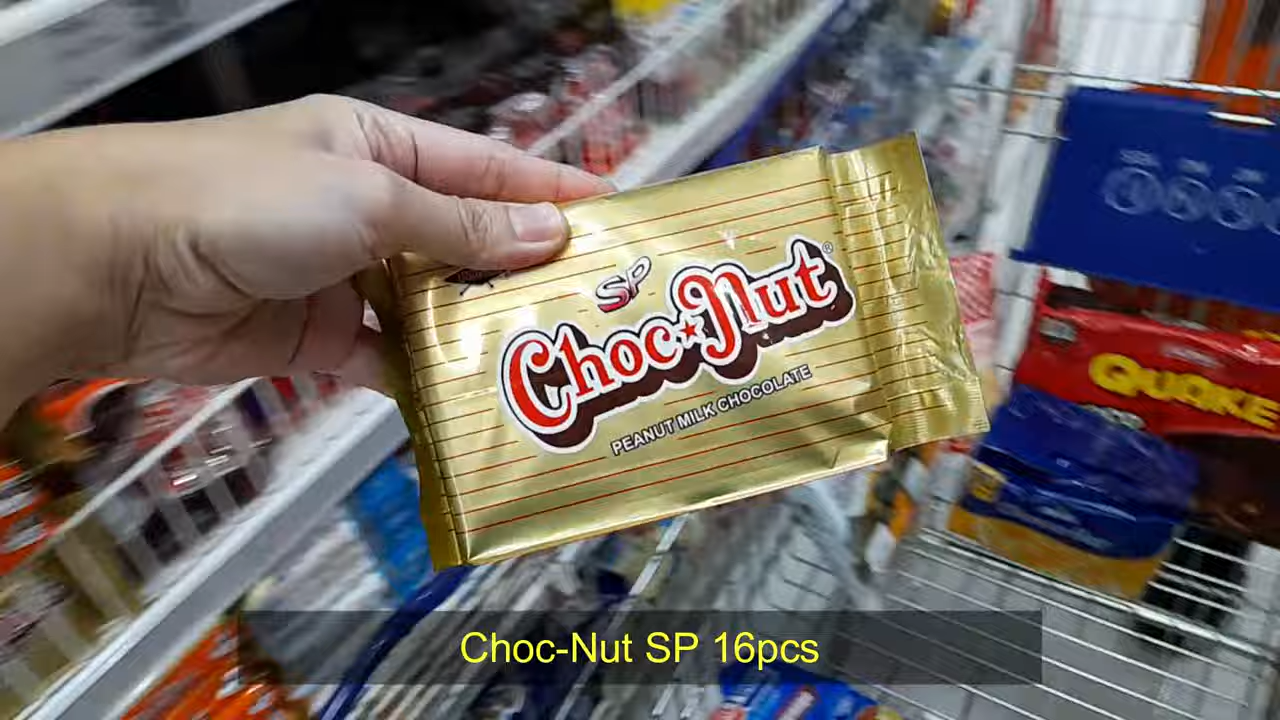 SP
Choc★Nut®
PEANUT MILK CHOCOLATE
QUAKE
Choc-Nut SP 16pcs